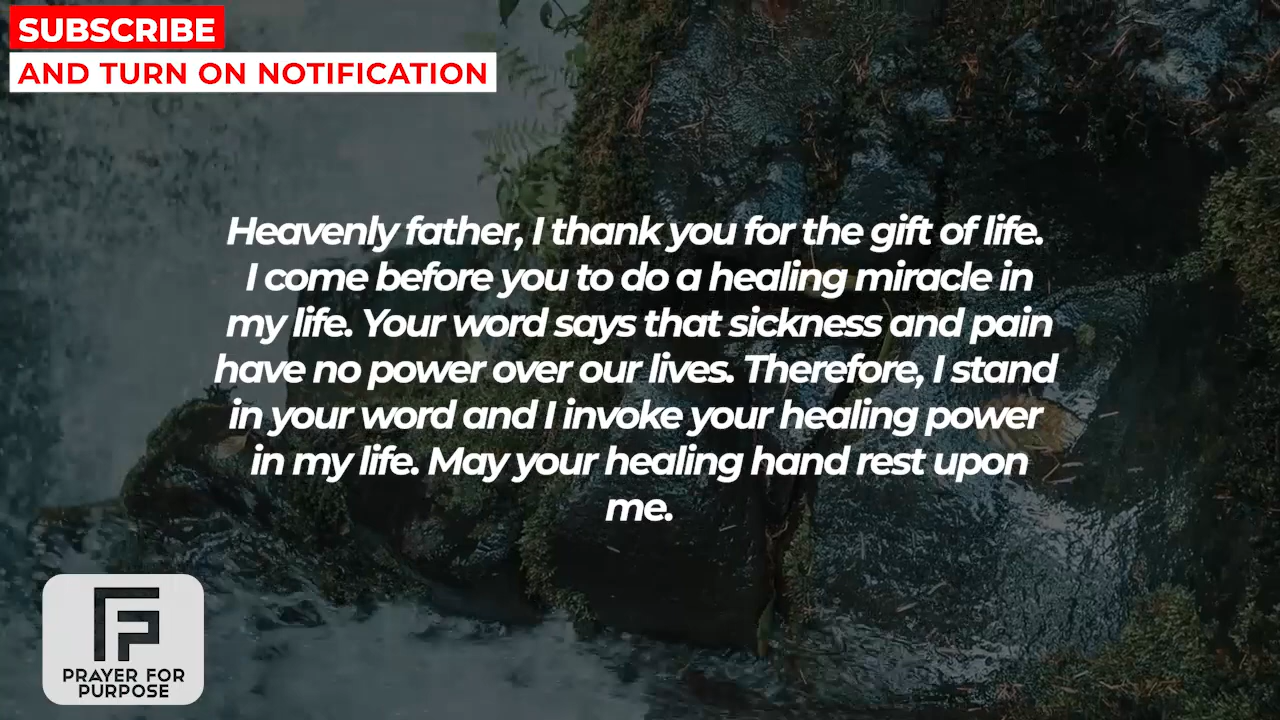 SUBSCRIBE
AND TURN ON NOTIFICATION
Heavenly father, I thank you for the gift of life.
I come before you to do a healing miracle in
my life. Your word says that sickness and pain
have no power over our lives. Therefore, I stand
in your word and I invoke your healing power
in my life. May your healing hand rest upon
me.
PRAYER FOR
PURPOSE